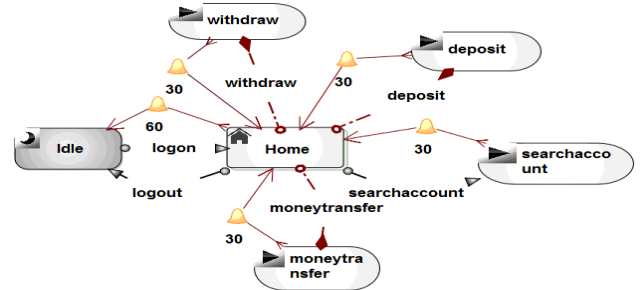 withdraw
deposit
30
withdraw
30
deposit
60
Idle
logon
Home
30
searchacco
unt
logout
searchaccount
moneytransfer
30
moneytra
nsfer